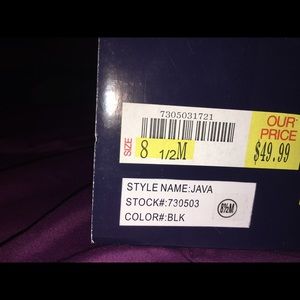 7305031721
SIZE
8 1/2M
OUR
PRICE
$49.99
STYLE NAME:JAVA
STOCK#:730503
COLOR#:BLK
8½M